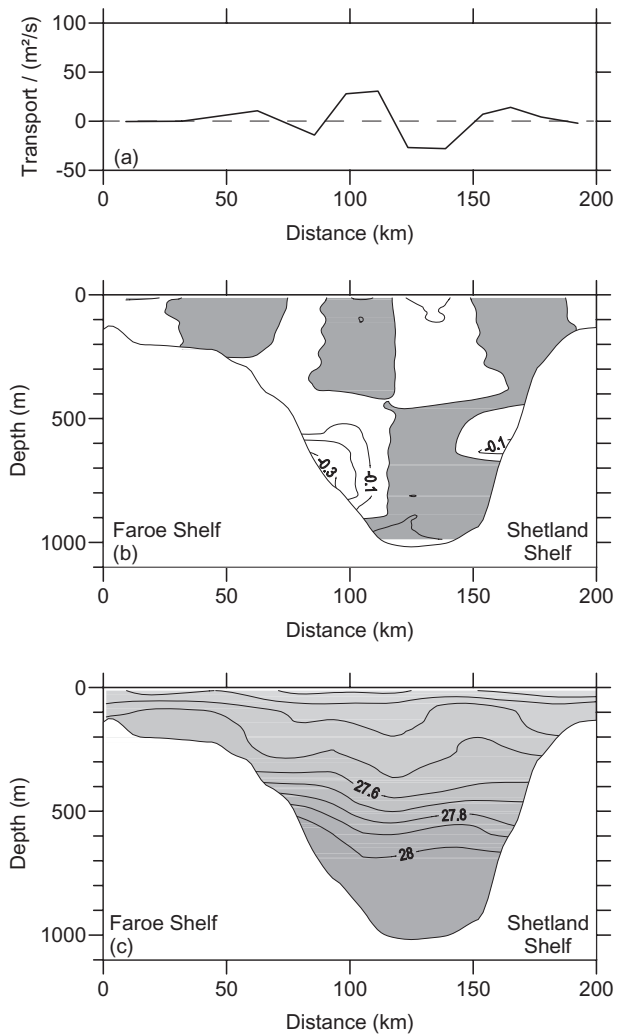 100
50
0
-50
Transport / (m²/s)
(a)
0 50 100 150 200
Distance (km)
0
500
1000
Depth (m)
-0.3
-0.1
-0.1
Faroe Shelf
(b)
Shetland
Shelf
0 50 100 150 200
Distance (km)
0
500
1000
Depth (m)
27.6
27.8
28
Faroe Shelf
(c)
Shetland
Shelf
0 50 100 150 200
Distance (km)